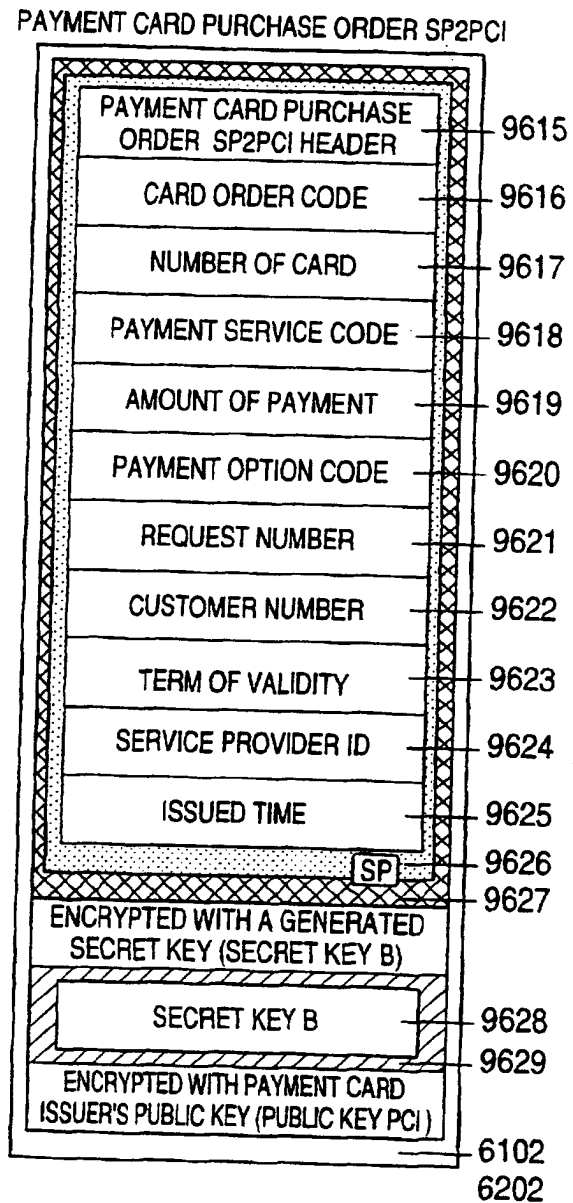 PAYMENT CARD PURCHASE ORDER SP2PCI
PAYMENT CARD PURCHASE
ORDER SP2PCI HEADER
9615
CARD ORDER CODE
9616
NUMBER OF CARD
9617
PAYMENT SERVICE CODE
9618
AMOUNT OF PAYMENT
9619
PAYMENT OPTION CODE
9620
REQUEST NUMBER
9621
CUSTOMER NUMBER
9622
TERM OF VALIDITY
9623
SERVICE PROVIDER ID
9624
ISSUED TIME
9625
SP
9626
9627
ENCRYPTED WITH A GENERATED
SECRET KEY (SECRET KEY B)
SECRET KEY B
9628
9629
ENCRYPTED WITH PAYMENT CARD
ISSUER'S PUBLIC KEY (PUBLIC KEY PCI)
6102
6202